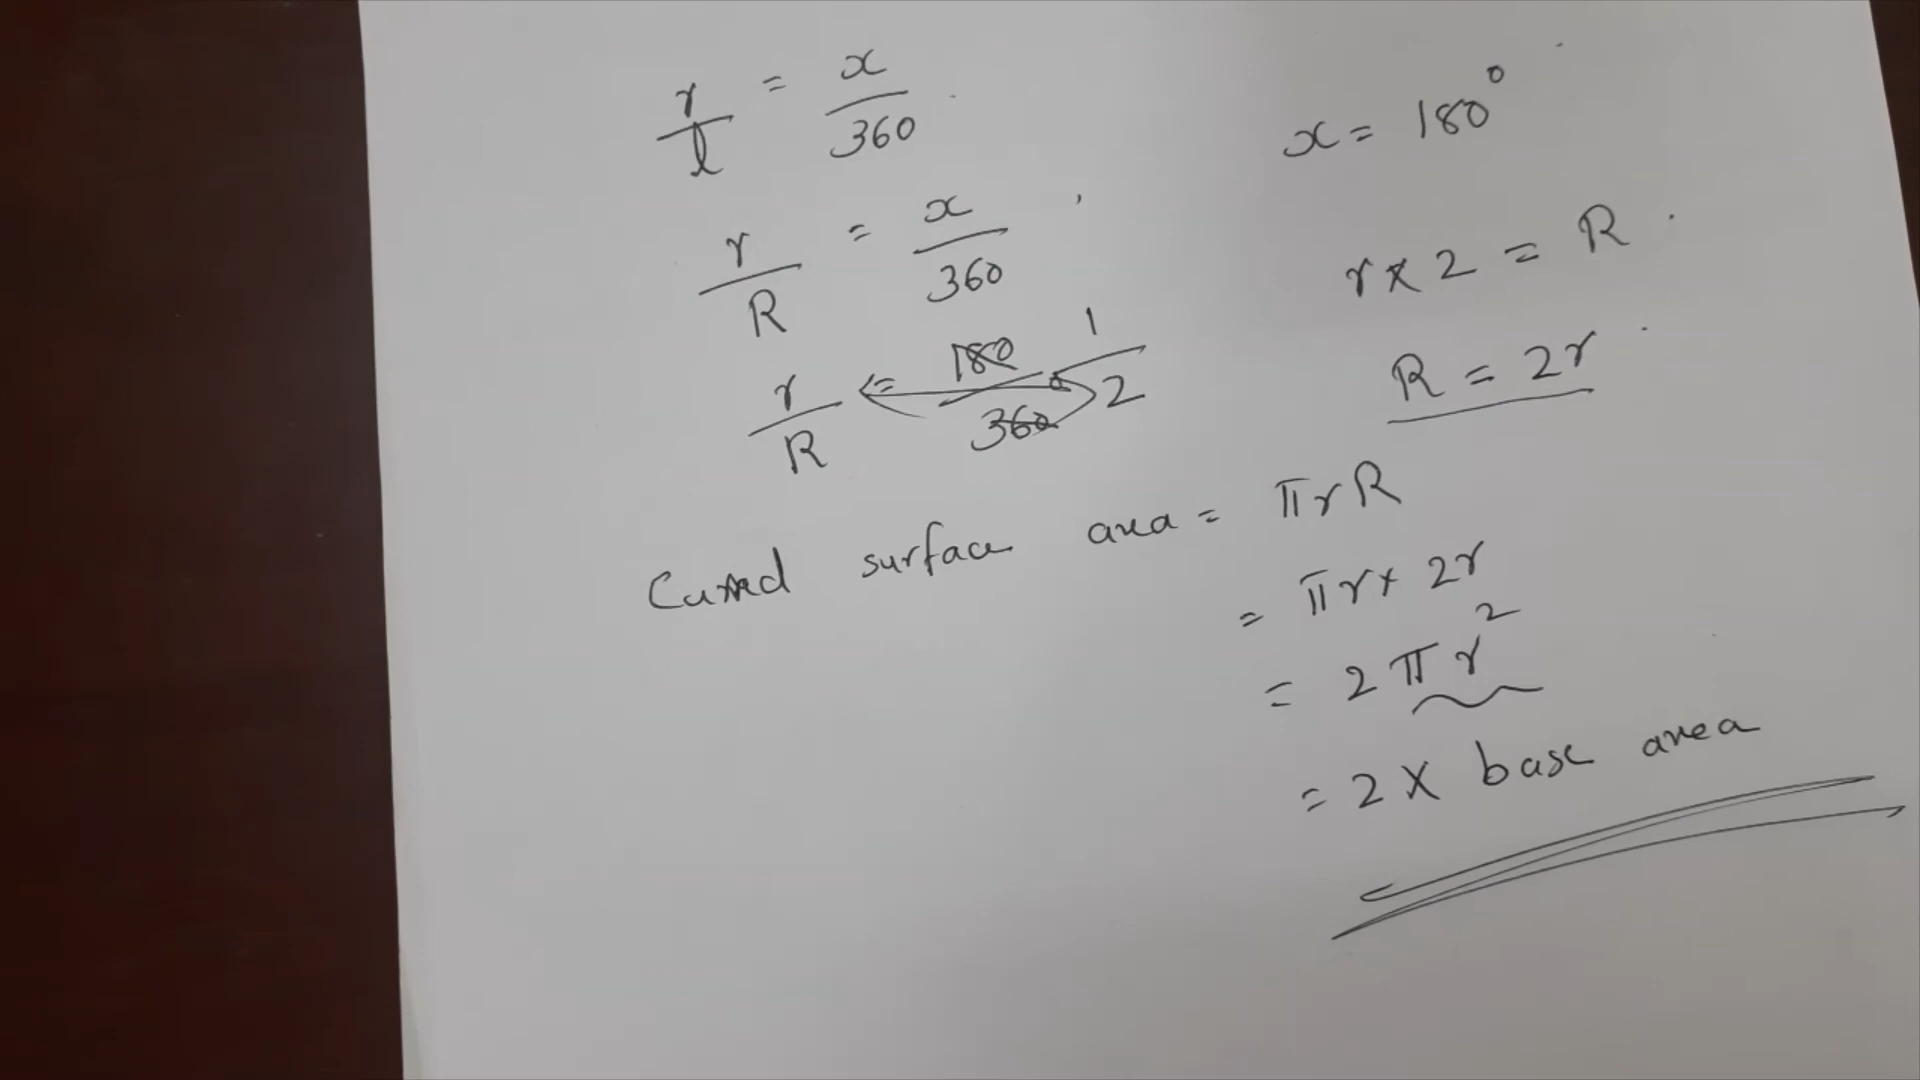 r/l = x/360
x = 180°
r/R = x/360
r × 2 = R
r/R = 180/360 1/2
R = 2r
Curved surface area = πrR
= πr × 2r
= 2πr²
= 2 × base area